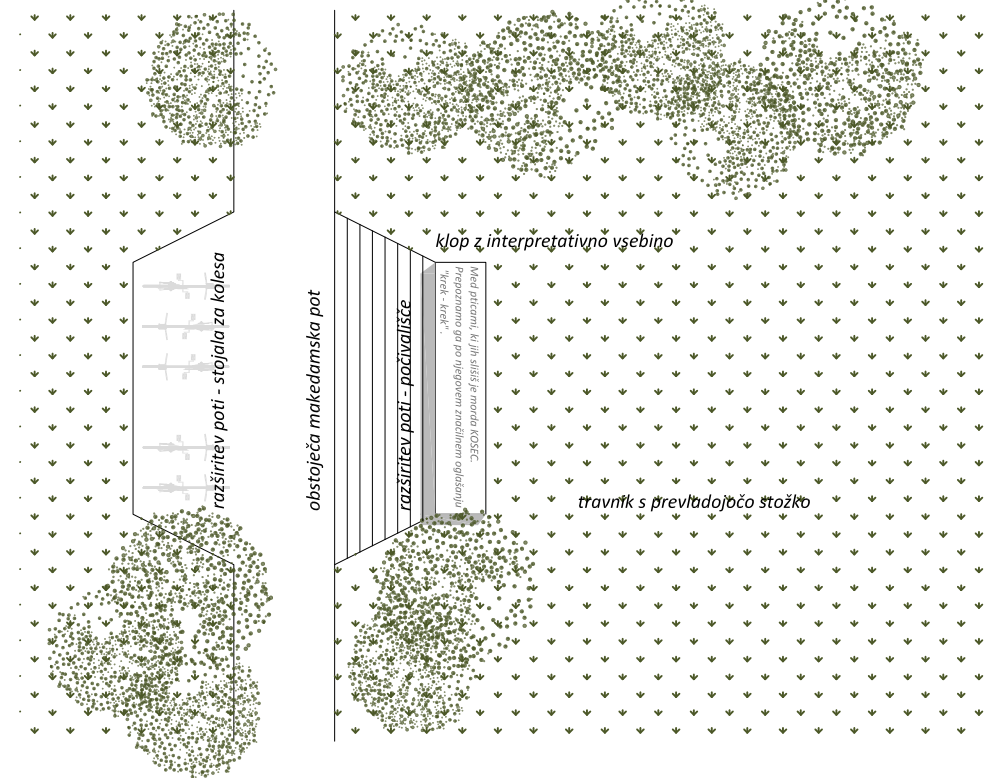 klop z interpretativno vsebino
razširitev poti - stojala za kolesa
obstoječa makedamska pot
razširitev poti - počivališče
Med pticami, ki jih slišiš je morda KOSEC.
Prepoznamo ga po njegovem značilnem oglašanju
"krek - krek" .
travnik s prevladojočo stožko